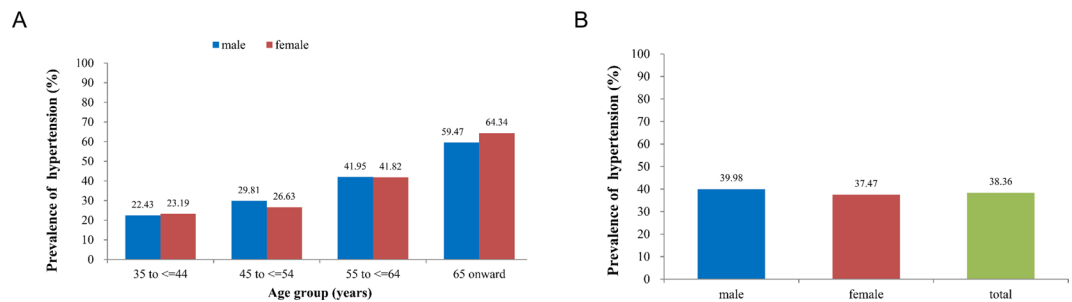 A
male female
Prevalence of hypertension (%)
100
90
80
70
60
50
40
30
20
10
0
22.43 23.19
29.81 26.63
41.95 41.82
59.47 64.34
35 to <=44 45 to <=54 55 to <=64 65 onward
Age group (years)
B
Prevalence of hypertension (%)
100
90
80
70
60
50
40
30
20
10
0
39.98 37.47 38.36
male female total